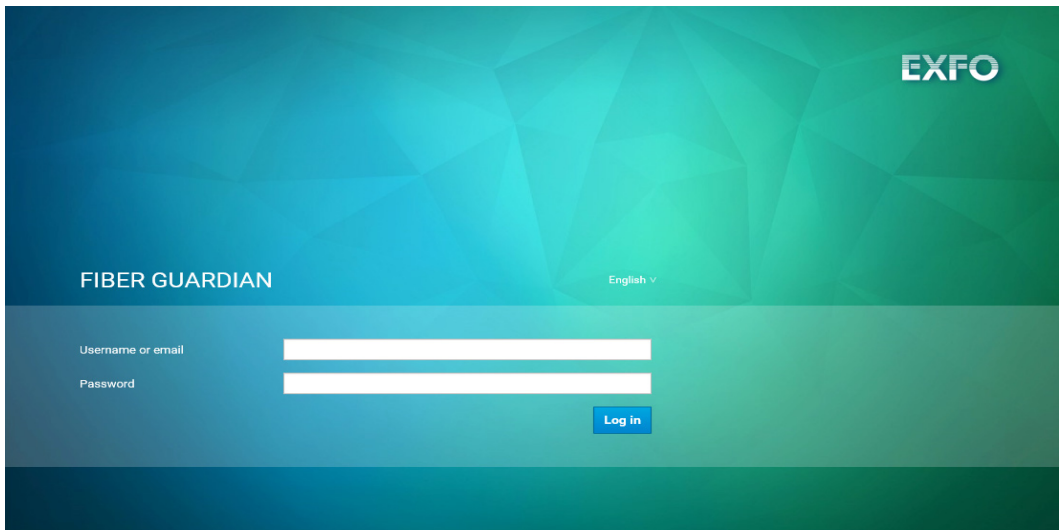 EXFO
FIBER GUARDIAN
English
Username or email
Password
Log in